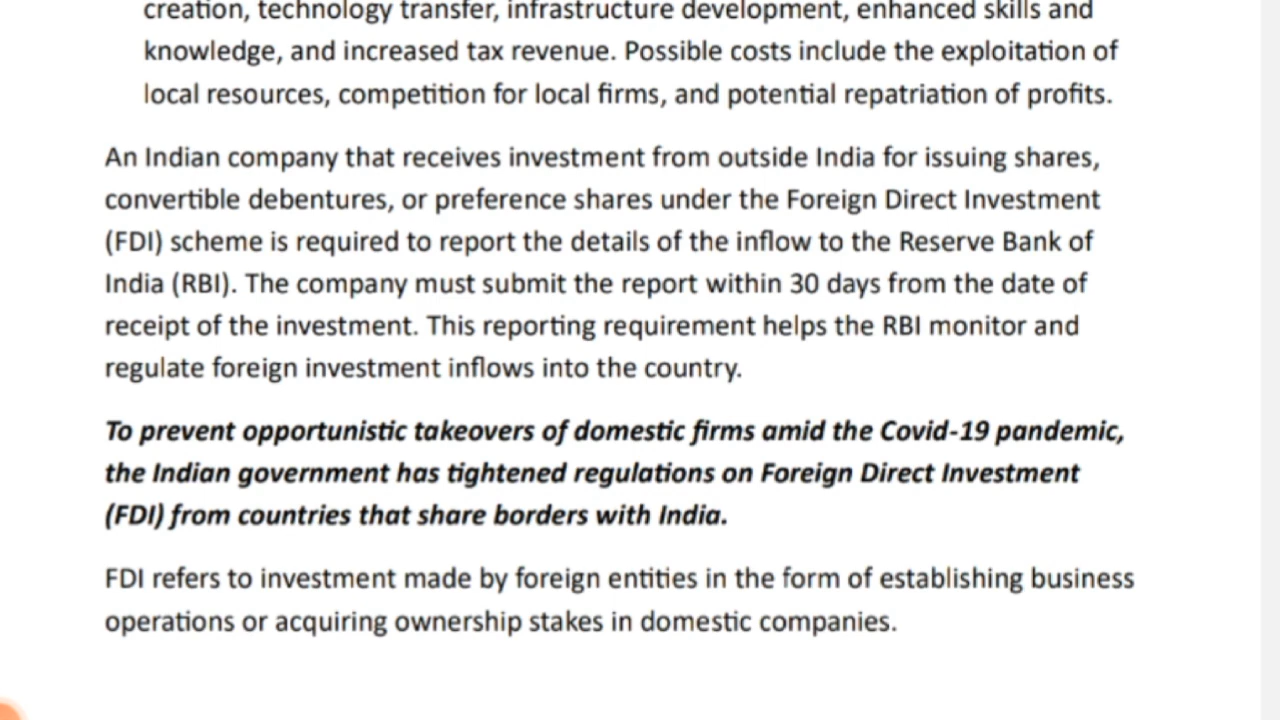 creation, technology transfer, infrastructure development, enhanced skills and
knowledge, and increased tax revenue. Possible costs include the exploitation of
local resources, competition for local firms, and potential repatriation of profits.
An Indian company that receives investment from outside India for issuing shares,
convertible debentures, or preference shares under the Foreign Direct Investment
(FDI) scheme is required to report the details of the inflow to the Reserve Bank of
India (RBI). The company must submit the report within 30 days from the date of
receipt of the investment. This reporting requirement helps the RBI monitor and
regulate foreign investment inflows into the country.
To prevent opportunistic takeovers of domestic firms amid the Covid-19 pandemic,
the Indian government has tightened regulations on Foreign Direct Investment
(FDI) from countries that share borders with India.
FDI refers to investment made by foreign entities in the form of establishing business
operations or acquiring ownership stakes in domestic companies.